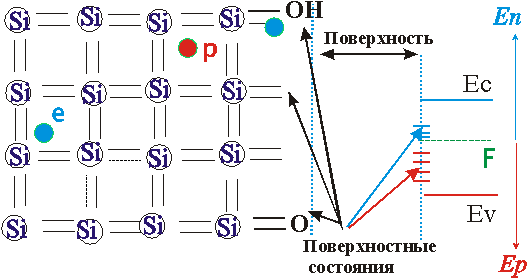 Si Si Si Si OH
En
Поверхность
p
Ec
Si Si Si Si
e
F
Si Si Si Si
Ev
Si Si Si Si O
Поверхностные
состояния
Ep